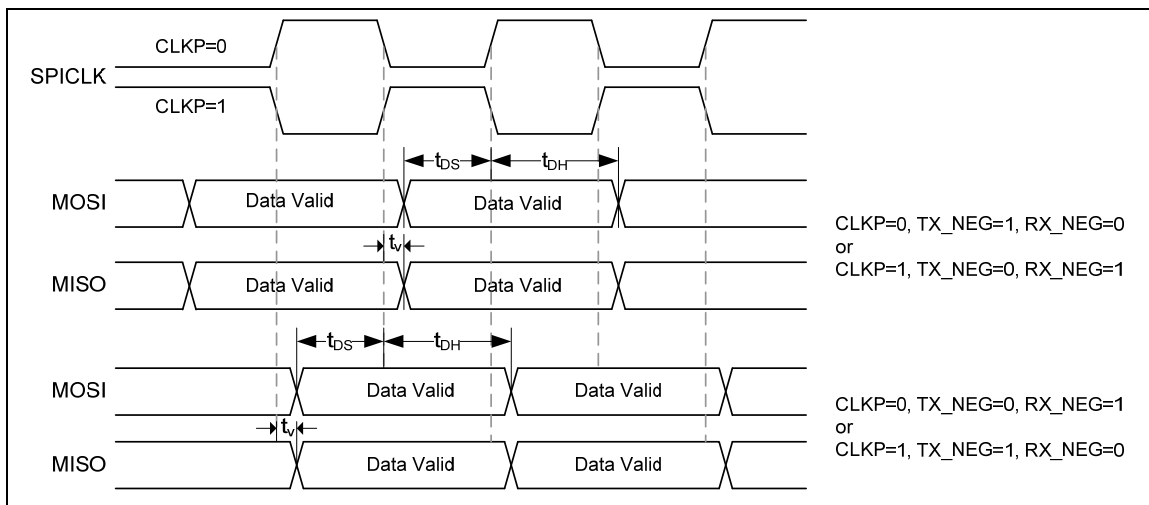 CLKP=0
SPICLK
CLKP=1
tDS
tDH
MOSI
Data Valid
Data Valid
tv
MISO
Data Valid
Data Valid
CLKP=0, TX_NEG=1, RX_NEG=0
or
CLKP=1, TX_NEG=0, RX_NEG=1
tDS
tDH
MOSI
Data Valid
Data Valid
tv
MISO
Data Valid
Data Valid
CLKP=0, TX_NEG=0, RX_NEG=1
or
CLKP=1, TX_NEG=1, RX_NEG=0